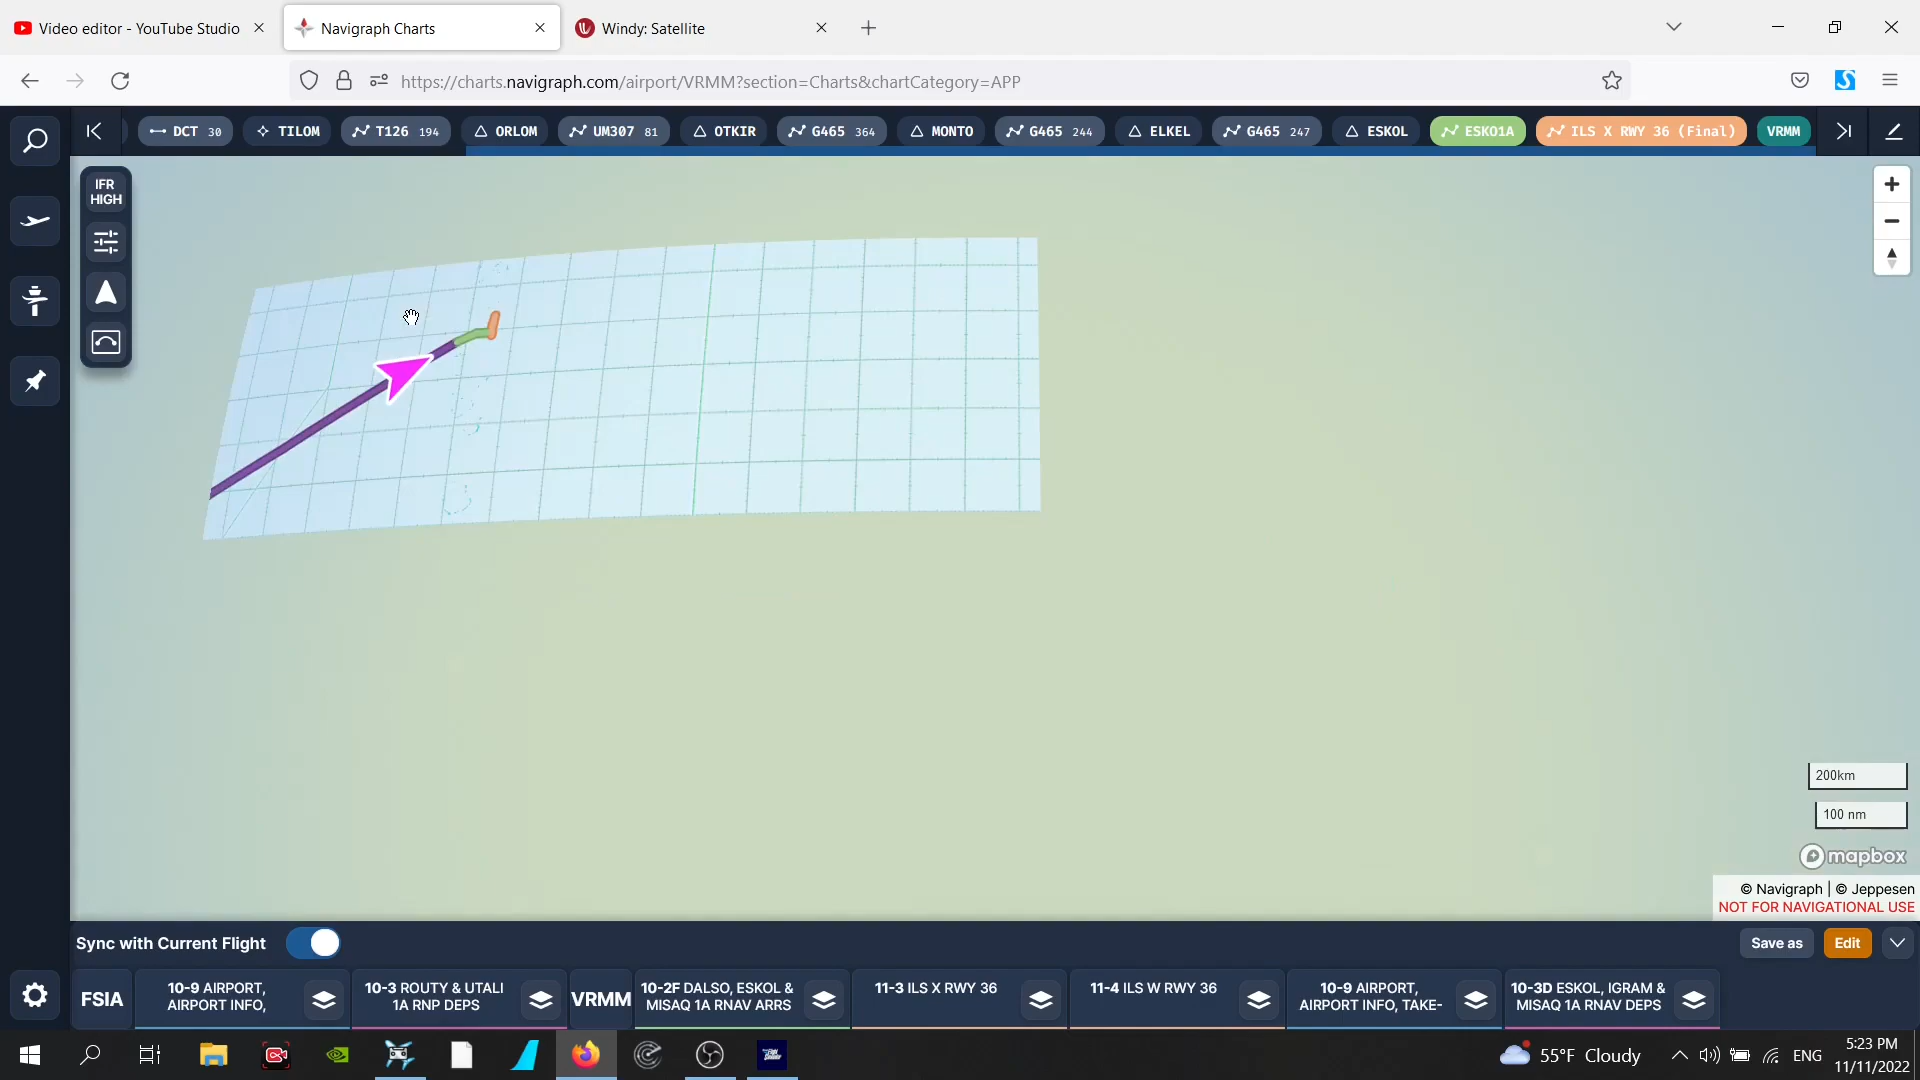 Video editor - YouTube Studio
Navigraph Charts
Windy: Satellite
https://charts.navigraph.com/airport/VRMM?section=Charts&chartCategory=APP
DCT 30 TILOM T126 194 ORLOM UM307 81 OTKIR G465 364 MONTO G465 244 ELKEL G465 247 ESKOL ESKO1A ILS X RWY 36 (Final) VRMM
IFR
HIGH
200km
100 nm
mapbox
© Navigraph | © Jeppesen
NOT FOR NAVIGATIONAL USE
Sync with Current Flight
Save as
Edit
FSIA
10-9 AIRPORT,
AIRPORT INFO,
10-3 ROUTY & UTALI
1A RNP DEPS
VRMM
10-2F DALSO, ESKOL &
MISAQ 1A RNAV ARRS
11-3 ILS X RWY 36
11-4 ILS W RWY 36
10-9 AIRPORT,
AIRPORT INFO, TAKE-
10-3D ESKOL, IGRAM &
MISAQ 1A RNAV DEPS
55°F Cloudy
ENG
5:23 PM
11/11/2022